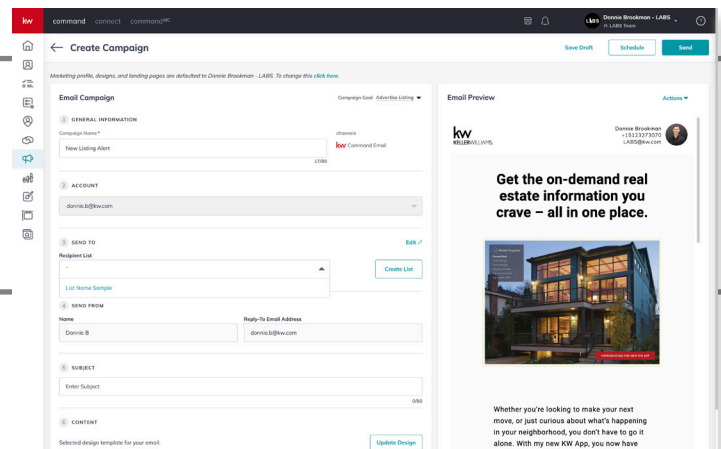 kw
command connect command MC
Labs
Donnie Brookman - LABS
LABS Team
← Create Campaign
Save Draft
Schedule
Send
Marketing profile, designs, and landing pages are defaulted to Donnie Brookman - LABS. To change this click here.
Email Campaign
Campaign Goal Advertise Listing
1 GENERAL INFORMATION
Campaign Name*
channels
New Listing Alert
kw Command Email
17/80
2 ACCOUNT
donnie.b@kw.com
3 SEND TO
Edit
Recipient List
Create List
List Name Sample
4 SEND FROM
Name
Reply-To Email Address
Donnie B
donnie.b@kw.com
5 SUBJECT
Enter Subject
0/80
6 CONTENT
Selected design template for your email.
Update Design
Email Preview
Actions
kw
KELLERWILLIAMS.
Donnie Brookman
+15123273070
LABS@kw.com
Get the on-demand real
estate information you
crave – all in one place.
INTRODUCING THE NEW KW APP
Whether you're looking to make your next
move, or just curious about what's happening
in your neighborhood, you don't have to go it
alone. With my new KW App, you now have